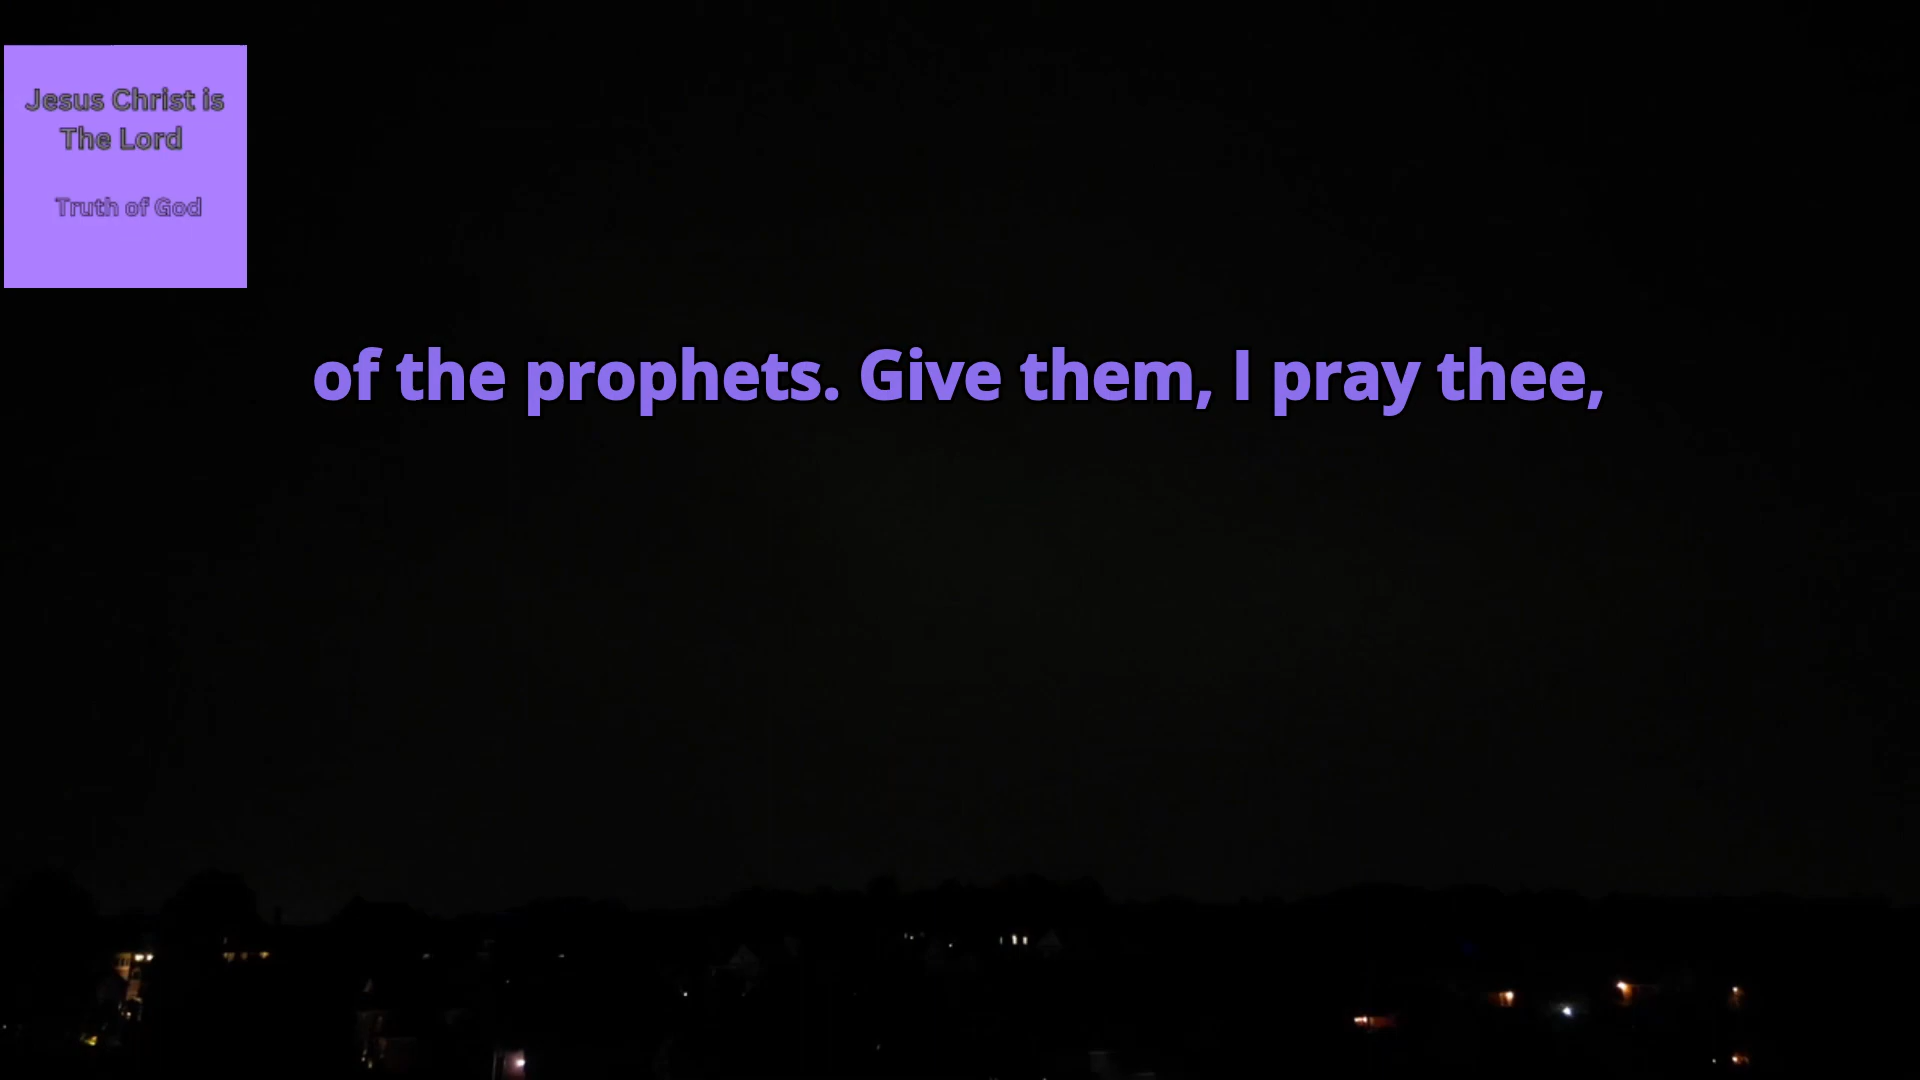 Jesus Christ is
The Lord
Truth of God
of the prophets. Give them, I pray thee,